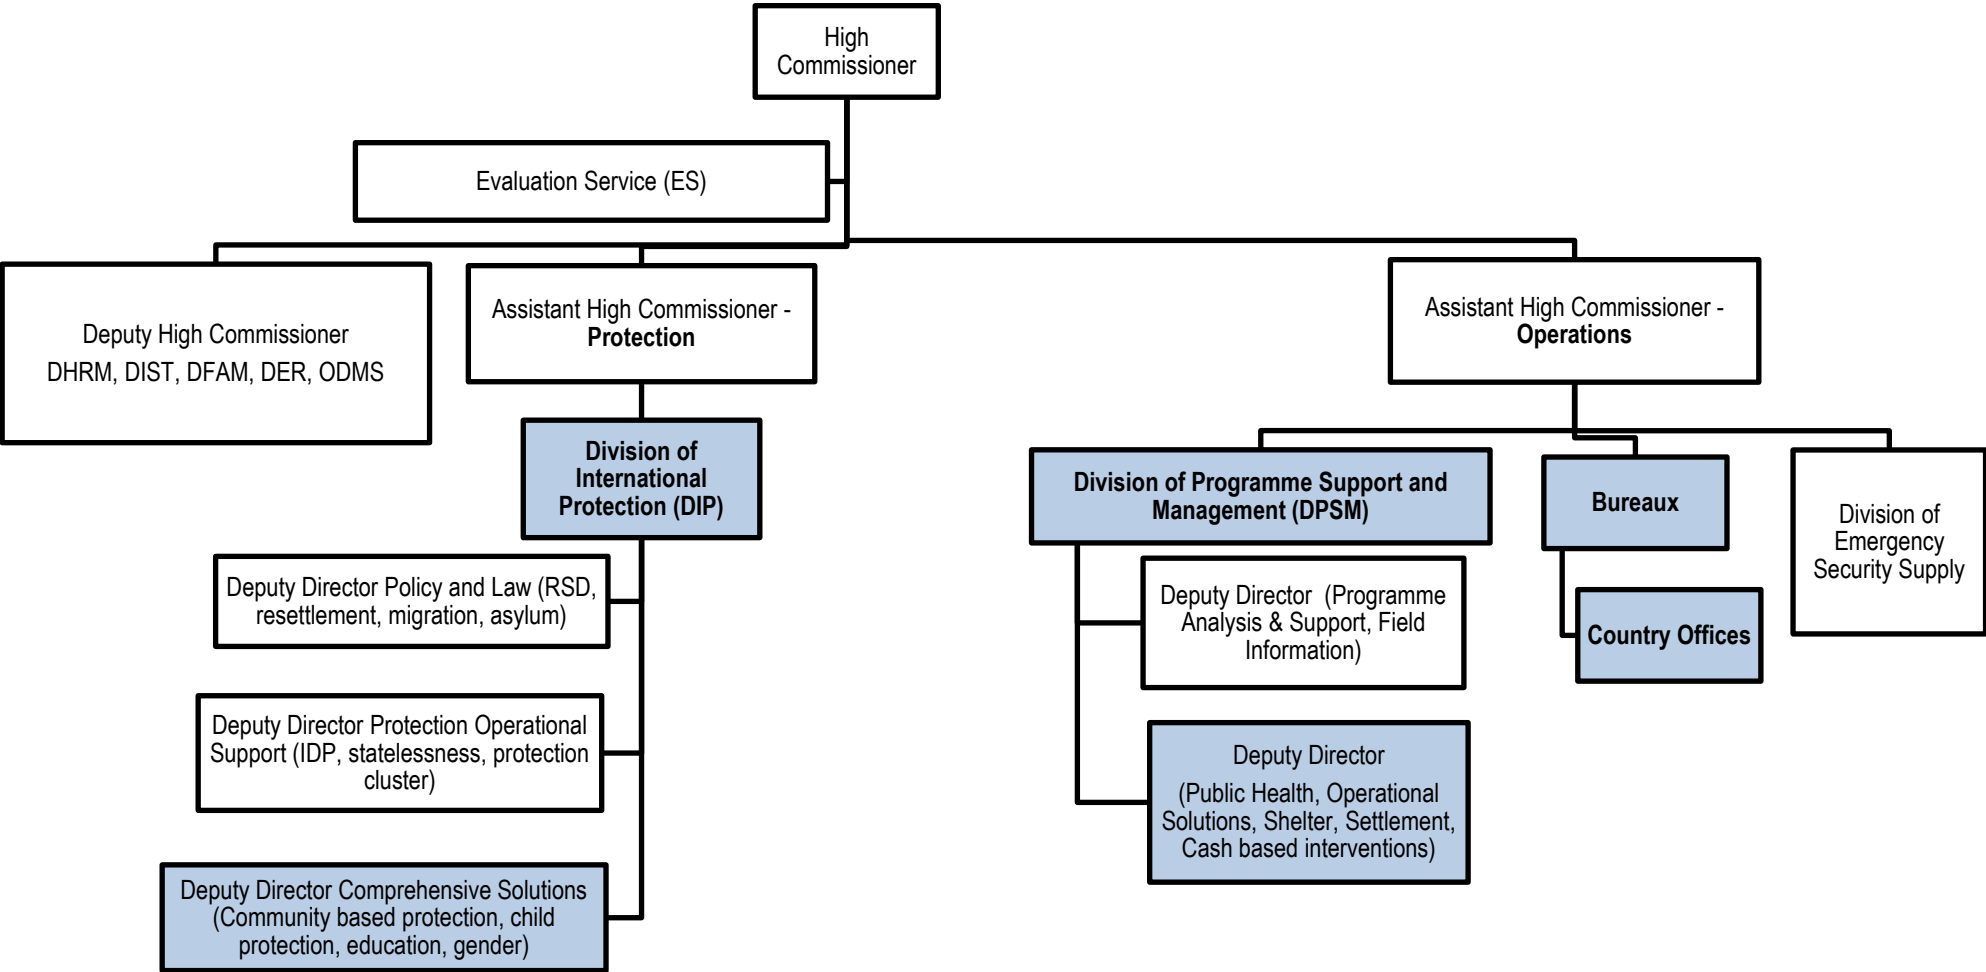 High
Commissioner
Evaluation Service (ES)
Deputy High Commissioner
DHRM, DIST, DFAM, DER, ODMS
Assistant High Commissioner -
Protection
Assistant High Commissioner -
Operations
Division of
International
Protection (DIP)
Deputy Director Policy and Law (RSD,
resettlement, migration, asylum)
Deputy Director Protection Operational
Support (IDP, statelessness, protection
cluster)
Deputy Director Comprehensive Solutions
(Community based protection, child
protection, education, gender)
Division of Programme Support and
Management (DPSM)
Deputy Director (Programme
Analysis & Support, Field
Information)
Deputy Director
(Public Health, Operational
Solutions, Shelter, Settlement,
Cash based interventions)
Bureaux
Country Offices
Division of
Emergency
Security Supply